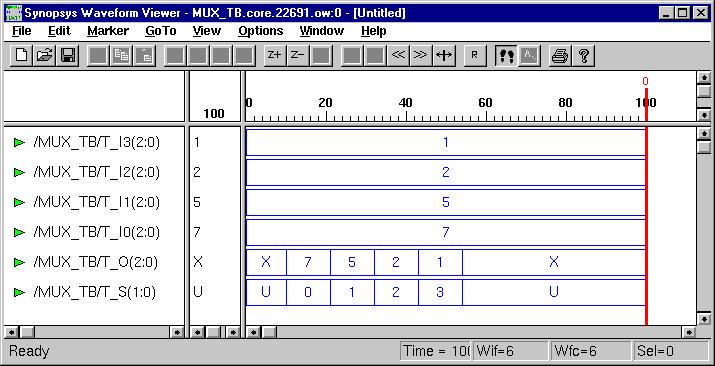 Synopsys Waveform Viewer - MUX_TB.core.22691.ow:0 - [Untitled]
File Edit Marker GoTo View Options Window Help
Z+ Z- << >> R A
0
100 0 20 40 60 80 100
/MUX_TB/T_I3(2:0) 1 1
/MUX_TB/T_I2(2:0) 2 2
/MUX_TB/T_I1(2:0) 5 5
/MUX_TB/T_I0(2:0) 7 7
/MUX_TB/T_O(2:0) X X 7 5 2 1 X
/MUX_TB/T_S(1:0) U U 0 1 2 3 U
Ready Time = 100 Wif=6 Wfc=6 Sel=0